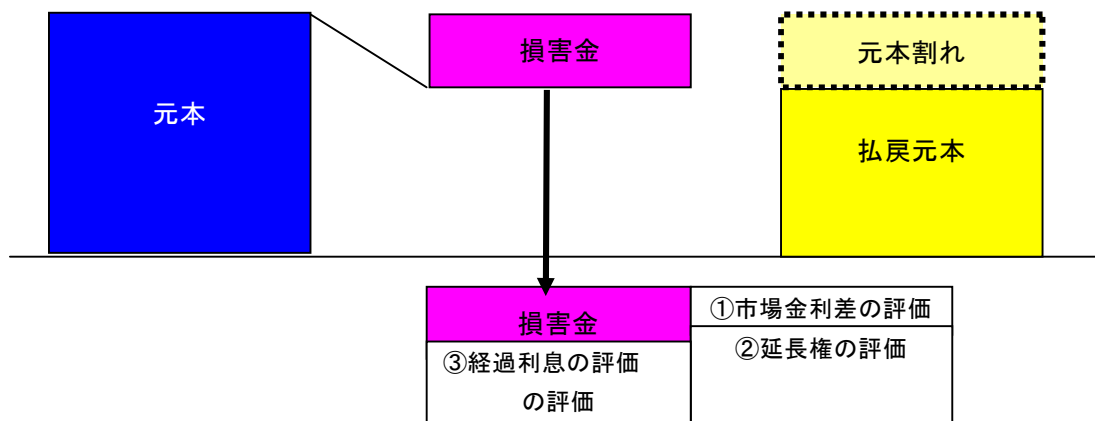 元本
損害金
元本割れ
払戻元本
損害金
①市場金利差の評価
②延長権の評価
③経過利息の評価
の評価